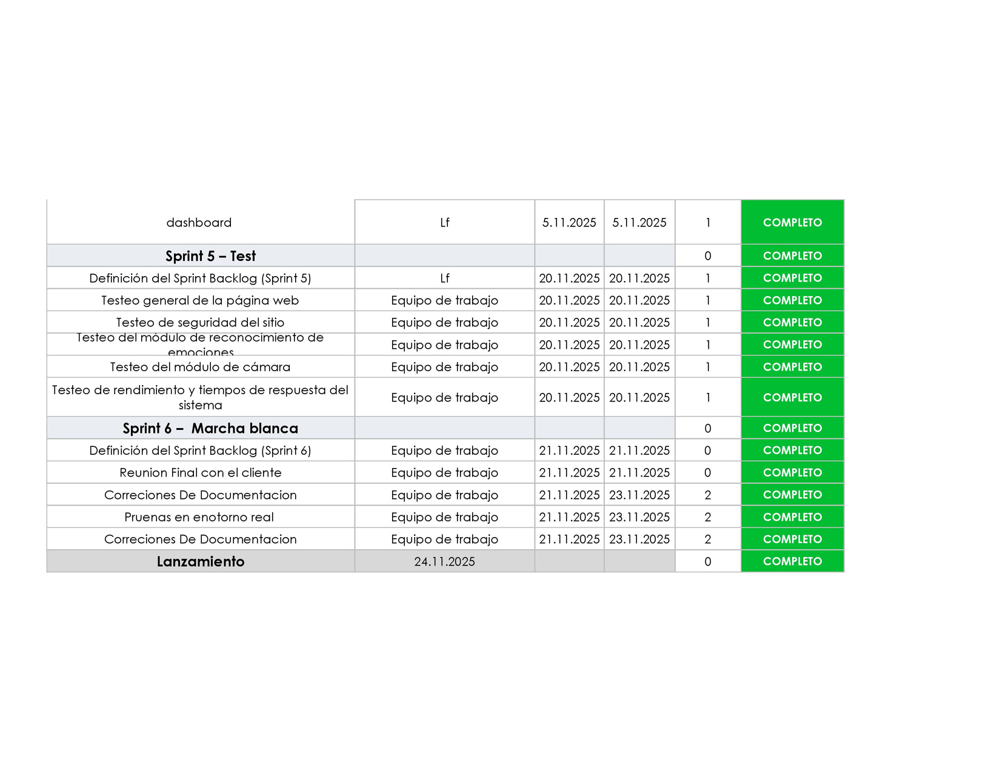 dashboard Lf 5.11.2025 5.11.2025 1 COMPLETO
Sprint 5 – Test 0 COMPLETO
Definición del Sprint Backlog (Sprint 5) Lf 20.11.2025 20.11.2025 1 COMPLETO
Testeo general de la página web Equipo de trabajo 20.11.2025 20.11.2025 1 COMPLETO
Testeo de seguridad del sitio Equipo de trabajo 20.11.2025 20.11.2025 1 COMPLETO
Testeo del módulo de reconocimiento de
emociones Equipo de trabajo 20.11.2025 20.11.2025 1 COMPLETO
Testeo del módulo de cámara Equipo de trabajo 20.11.2025 20.11.2025 1 COMPLETO
Testeo de rendimiento y tiempos de respuesta del
sistema Equipo de trabajo 20.11.2025 20.11.2025 1 COMPLETO
Sprint 6 – Marcha blanca 0 COMPLETO
Definición del Sprint Backlog (Sprint 6) Equipo de trabajo 21.11.2025 21.11.2025 0 COMPLETO
Reunion Final con el cliente Equipo de trabajo 21.11.2025 21.11.2025 0 COMPLETO
Correciones De Documentacion Equipo de trabajo 21.11.2025 23.11.2025 2 COMPLETO
Pruenas en enotorno real Equipo de trabajo 21.11.2025 23.11.2025 2 COMPLETO
Correciones De Documentacion Equipo de trabajo 21.11.2025 23.11.2025 2 COMPLETO
Lanzamiento 24.11.2025 0 COMPLETO